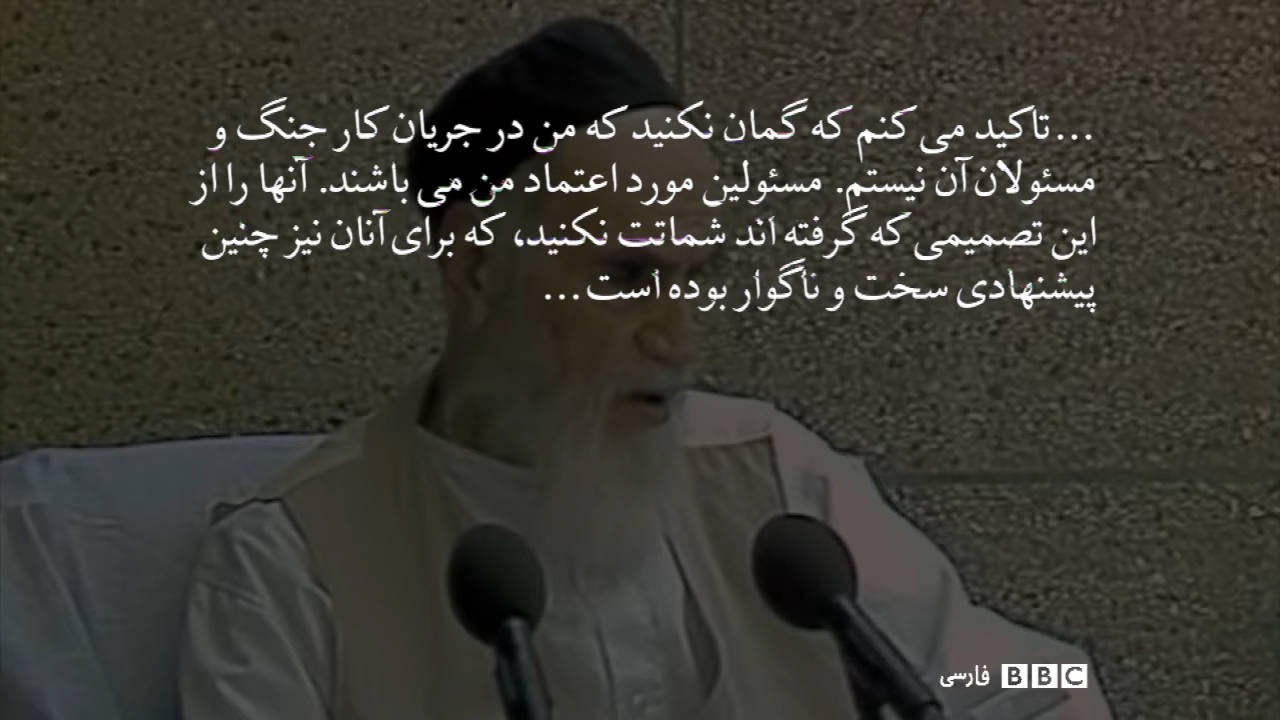 ...تاکید می کنم که گمان نکنید که من در جریان کار جنگ و
مسئولان آن نیستم. مسئولین مورد اعتماد من می باشند. آنها را از
این تصمیمی که گرفته اند شماتت نکنید، که برای آنان نیز چنین
پیشنهادی سخت و ناگوار بوده است...
BBC فارسی